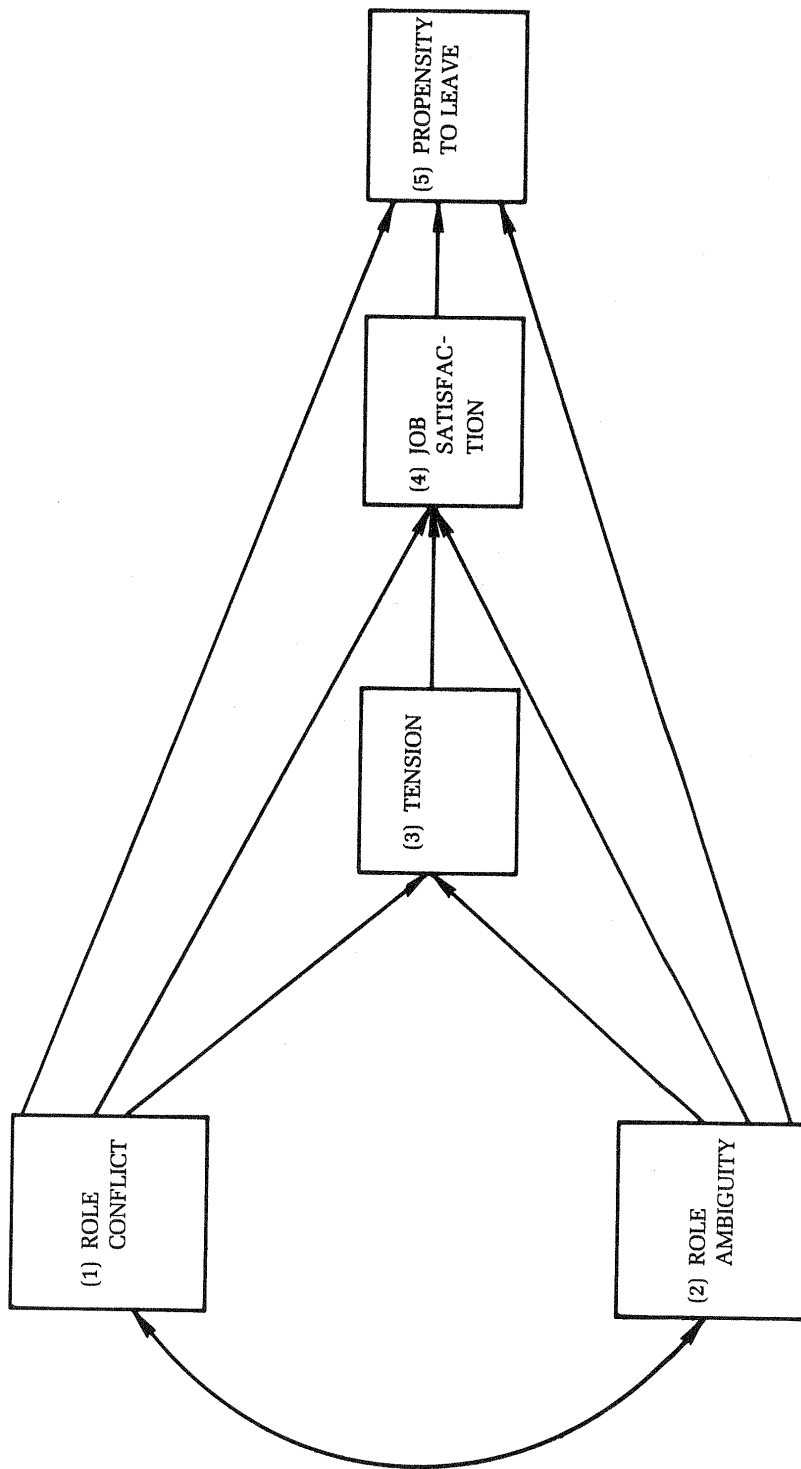 (1) ROLE
CONFLICT
(2) ROLE
AMBIGUITY
(3) TENSION
(4) JOB
SATISFAC-
TION
(5) PROPENSITY
TO LEAVE